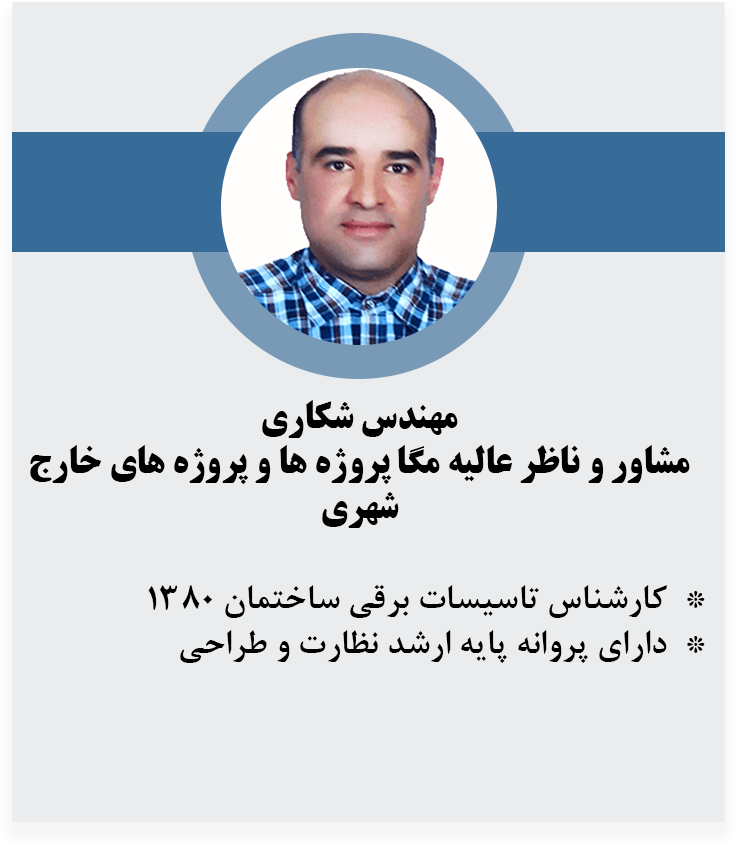 مهندس شکاری
مشاور و ناظر عالیه مگا پروژه ها و پروژه های خارج
شهری
❊ کارشناس تاسیسات برقی ساختمان ۱۳۸۰
❊ دارای پروانه پایه ارشد نظارت و طراحی